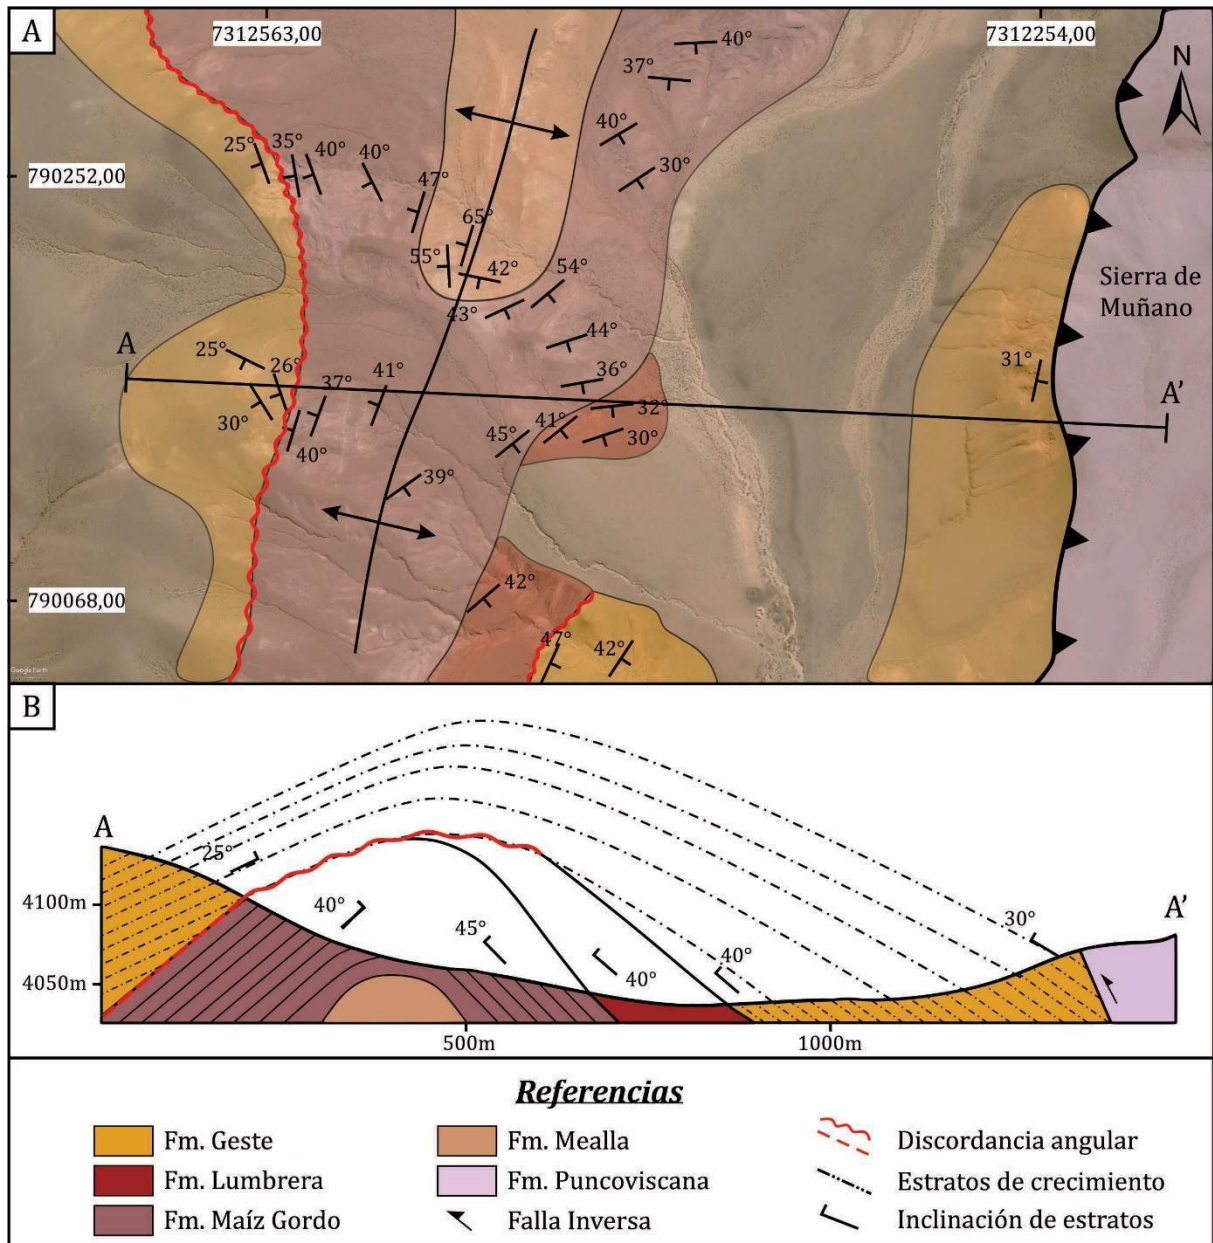 A
7312563,00
7312254,00
N
40°
37°
40°
30°
25°
35°
40°
40°
790252,00
47°
65°
55°
42°
54°
43°
44°
Sierra de
Muñano
A
25°
26°
37°
41°
36°
31°
A'
30°
40°
45°
41°
32°
30°
39°
790068,00
42°
47°
42°
Google Earth
B
A
25°
4100m
40°
45°
40°
40°
30°
A'
4050m
500m
1000m
Referencias
Fm. Geste
Fm. Mealla
Discordancia angular
Fm. Lumbrera
Fm. Puncoviscana
Estratos de crecimiento
Fm. Maíz Gordo
Falla Inversa
Inclinación de estratos